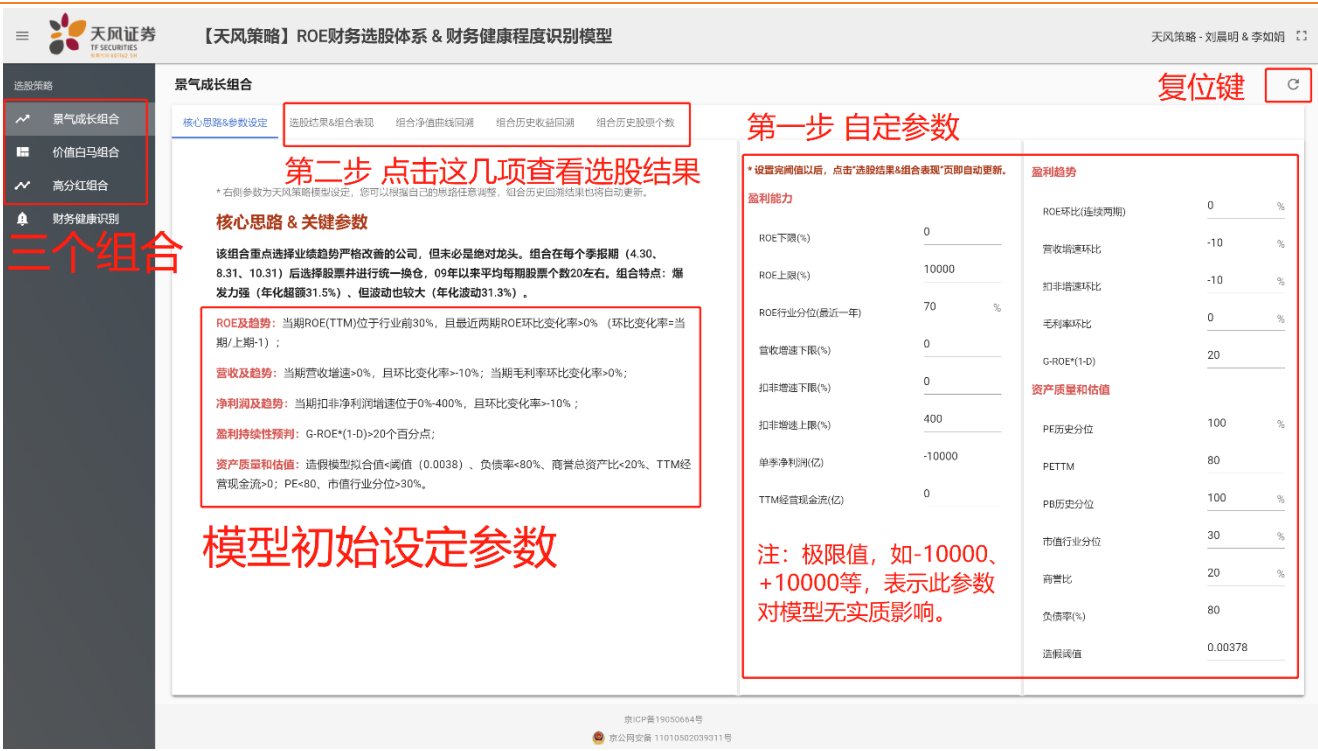 天风证券
TF SECURITIES
【天风策略】ROE财务选股体系 & 财务健康程度识别模型
天风策略 - 刘晨明 & 李如娟
选股策略
景气成长组合
价值白马组合
高分红组合
财务健康识别
三个组合
景气成长组合
复位键
核心思路&参数设定
选股结果&组合表现
组合净值曲线回溯
组合历史收益回溯
组合历史股票个数
第二步 点击这几项查看选股结果
* 右侧参数为天风策略模型设定，您可以根据自己的思路任意调整，组合历史回溯结果也将自动更新。
核心思路 & 关键参数
该组合重点选择业绩趋势严格改善的公司，但未必是绝对龙头。组合在每个季报期（4.30、
8.31、10.31）后选择股票并进行统一换仓，09年以来平均每期股票个数20左右。组合特点：爆
发力强（年化超额31.5%）、但波动也较大（年化波动31.3%）。
ROE及趋势：当期ROE(TTM)位于行业前30%，且最近两期ROE环比变化率>0% （环比变化率=当
期/上期-1）；
营收及趋势：当期营收增速>0%，且环比变化率>-10%；当期毛利率环比变化率>0%；
净利润及趋势：当期扣非净利润增速位于0%-400%，且环比变化率>-10%；
盈利持续性预判：G-ROE*(1-D)>20个百分点；
资产质量和估值：造假模型拟合值<阈值（0.0038）、负债率<80%、商誉总资产比<20%、TTM经
营现金流>0；PE<80、市值行业分位>30%。
模型初始设定参数
第一步 自定参数
* 设置完阈值以后，点击"选股结果&组合表现"页即自动更新。
盈利能力
ROE下限(%) 0
ROE上限(%) 10000
ROE行业分位(最近一年) 70 %
营收增速下限(%) 0
扣非增速下限(%) 0
扣非增速上限(%) 400
单季净利润(亿) -10000
TTM经营现金流(亿) 0
注：极限值，如-10000、
+10000等，表示此参数
对模型无实质影响。
盈利趋势
ROE环比(连续两期) 0 %
营收增速环比 -10 %
扣非增速环比 -10 %
毛利率环比 0 %
G-ROE*(1-D) 20
资产质量和估值
PE历史分位 100 %
PETTM 80
PB历史分位 100 %
市值行业分位 30 %
商誉比 20 %
负债率(%) 80
造假阈值 0.00378
京ICP备19050664号
京公网安备 11010502039311号